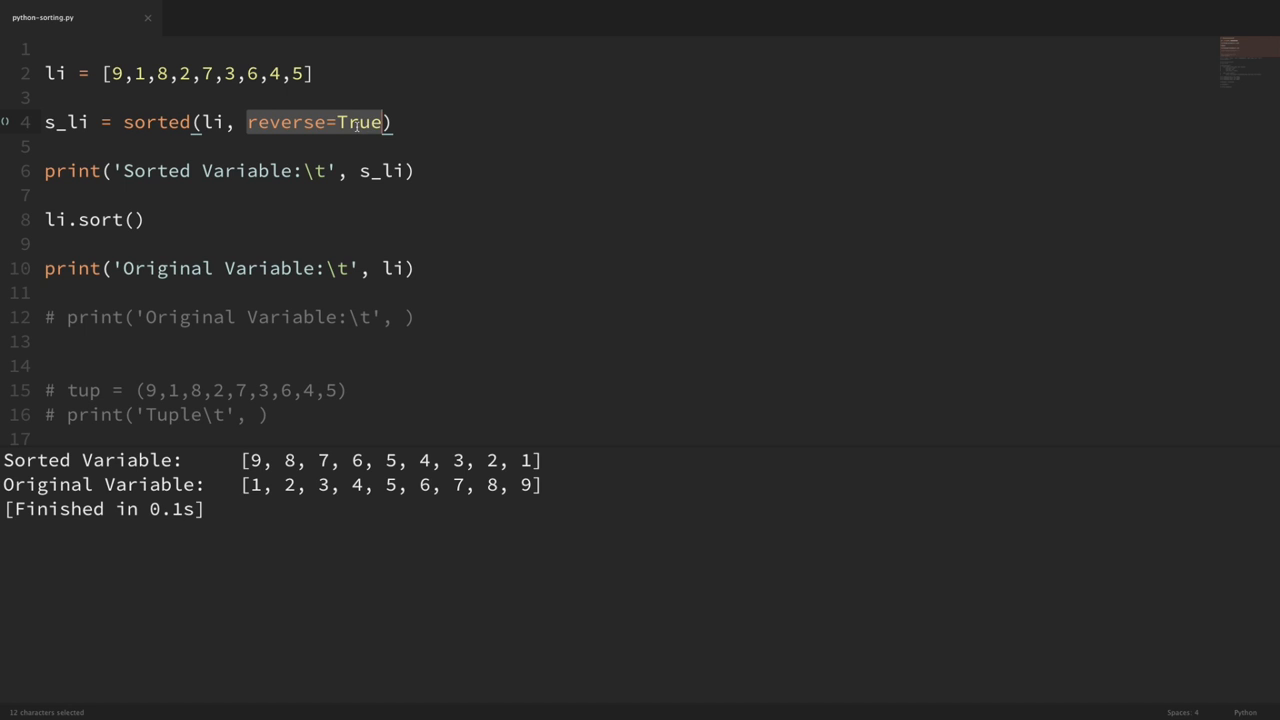 python-sorting.py ×
1
2 li = [9,1,8,2,7,3,6,4,5]
3
() 4 s_li = sorted(li, reverse=True)
5
6 print('Sorted Variable:\t', s_li)
7
8 li.sort()
9
10 print('Original Variable:\t', li)
11
12 # print('Original Variable:\t', )
13
14
15 # tup = (9,1,8,2,7,3,6,4,5)
16 # print('Tuple\t', )
17
Sorted Variable: [9, 8, 7, 6, 5, 4, 3, 2, 1]
Original Variable: [1, 2, 3, 4, 5, 6, 7, 8, 9]
[Finished in 0.1s]
12 characters selected Spaces: 4 Python